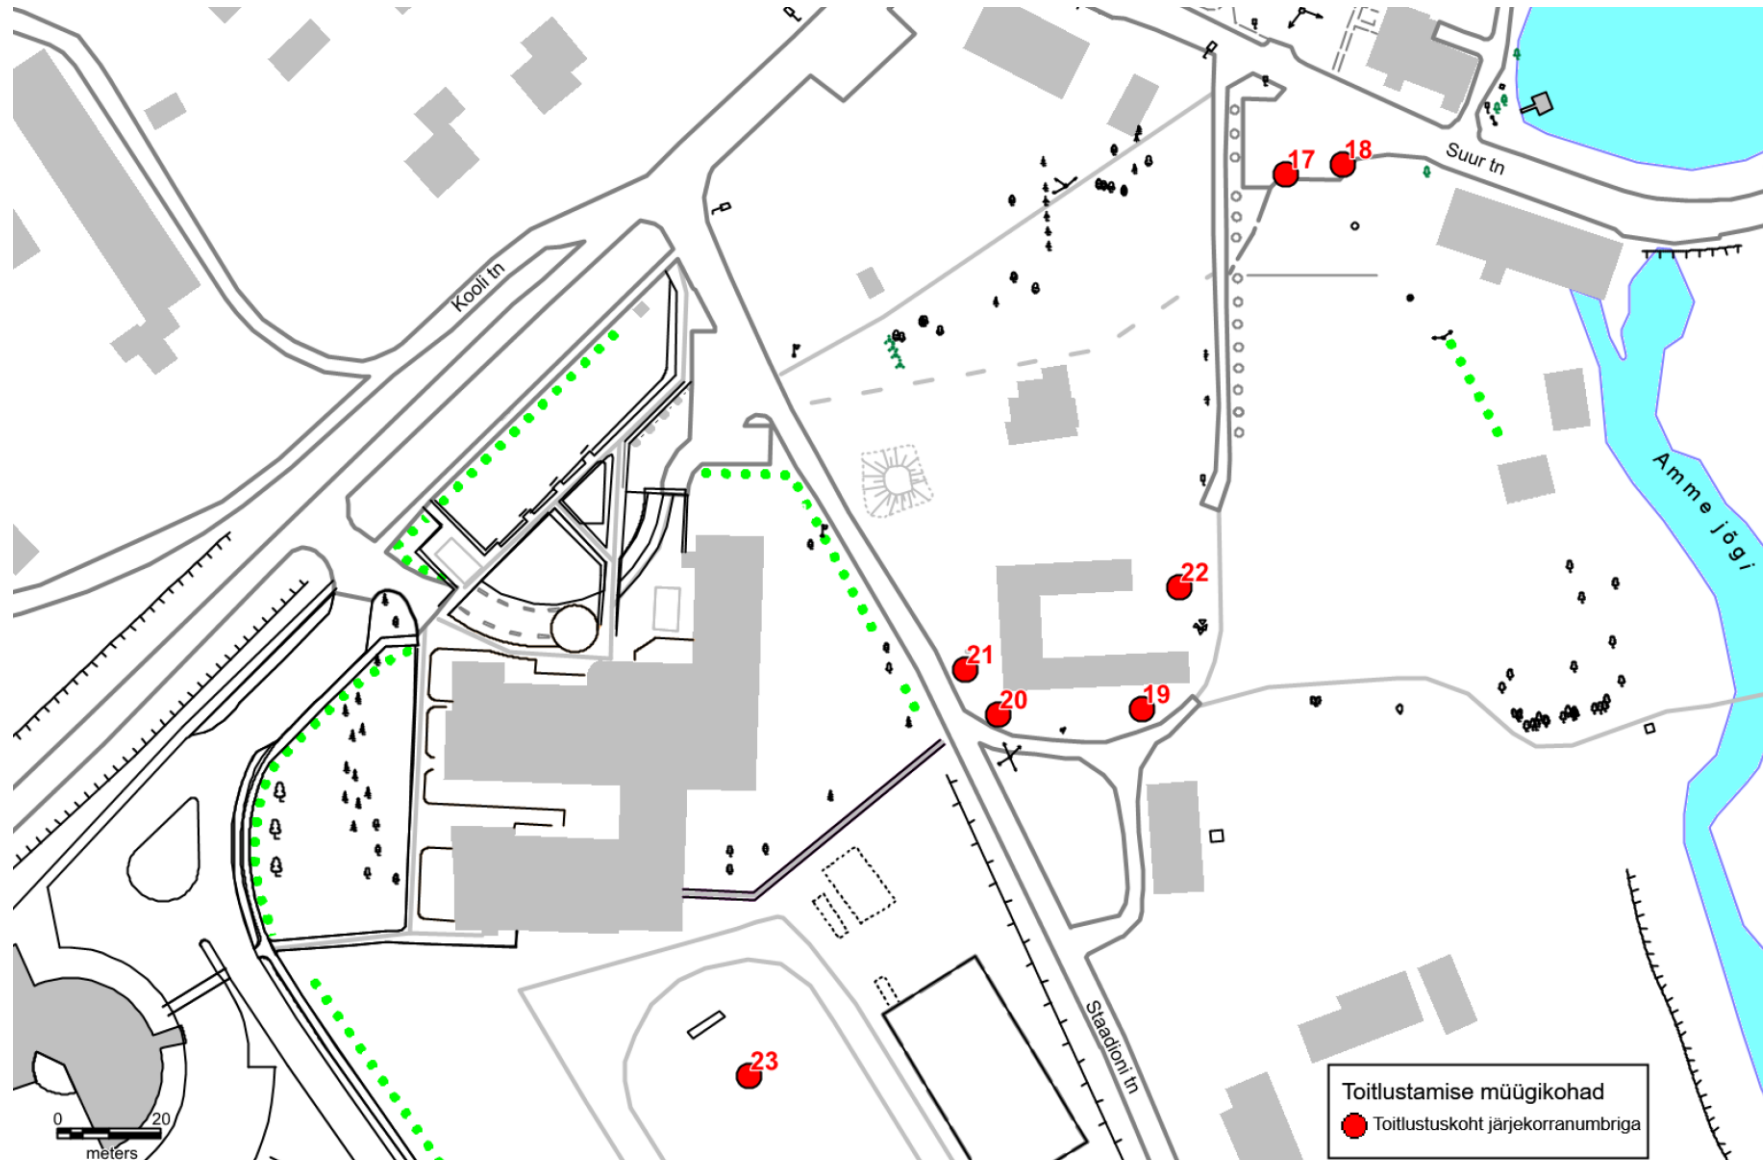 Suur tn
17
18
Kooli tn
Amme jõgi
22
21
20
19
Staadioni tn
23
0 20
meters
Toitlustamise müügikohad
Toitlustuskoht järjekorranumbriga